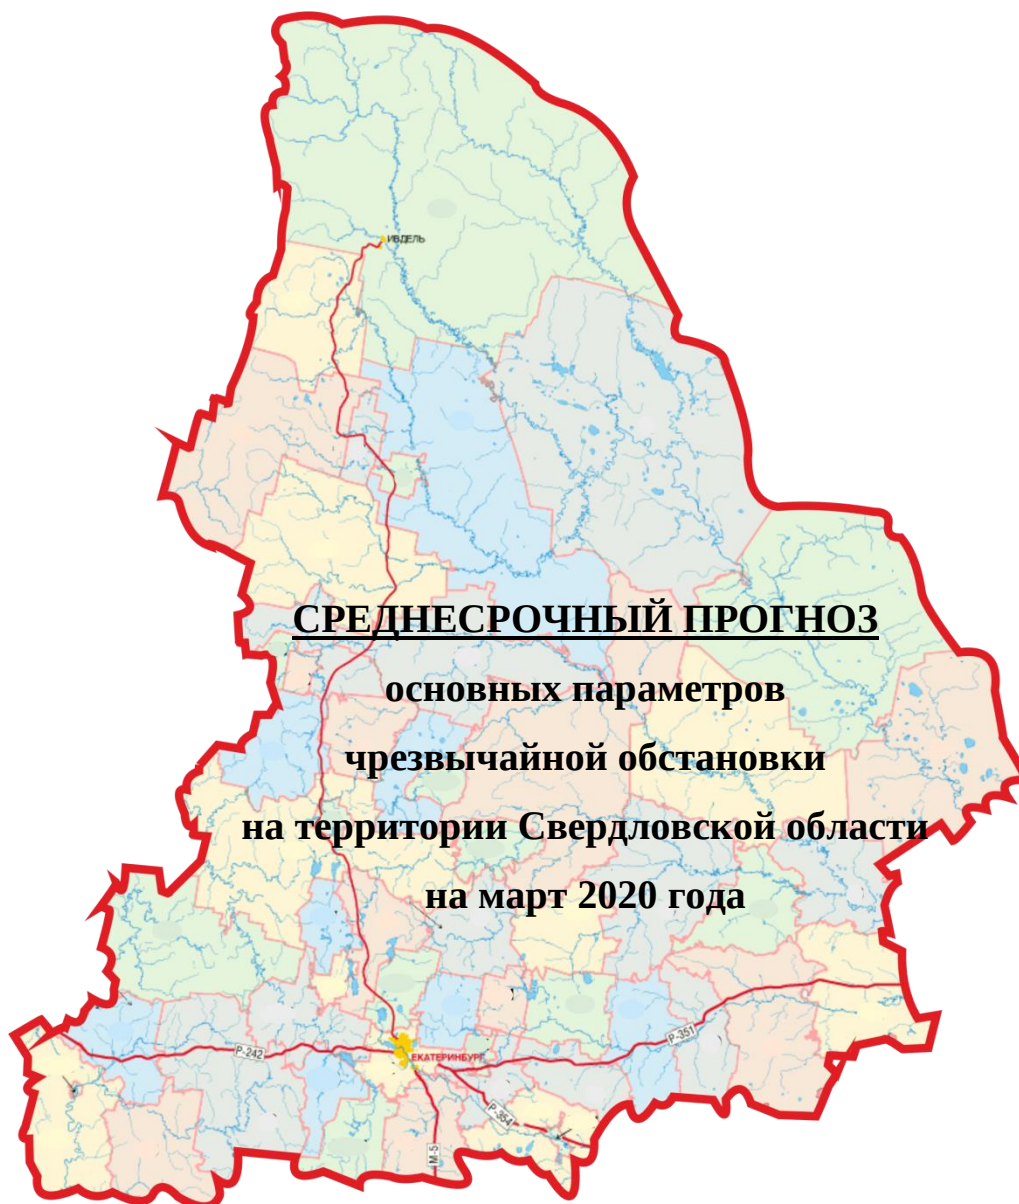 ИВДЕЛЬ
СРЕДНЕСРОЧНЫЙ ПРОГНОЗ
основных параметров
чрезвычайной обстановки
на территории Свердловской области
на март 2020 года
Р-351
Р-242
ЕКАТЕРИНБУРГ
Р-354
М-5